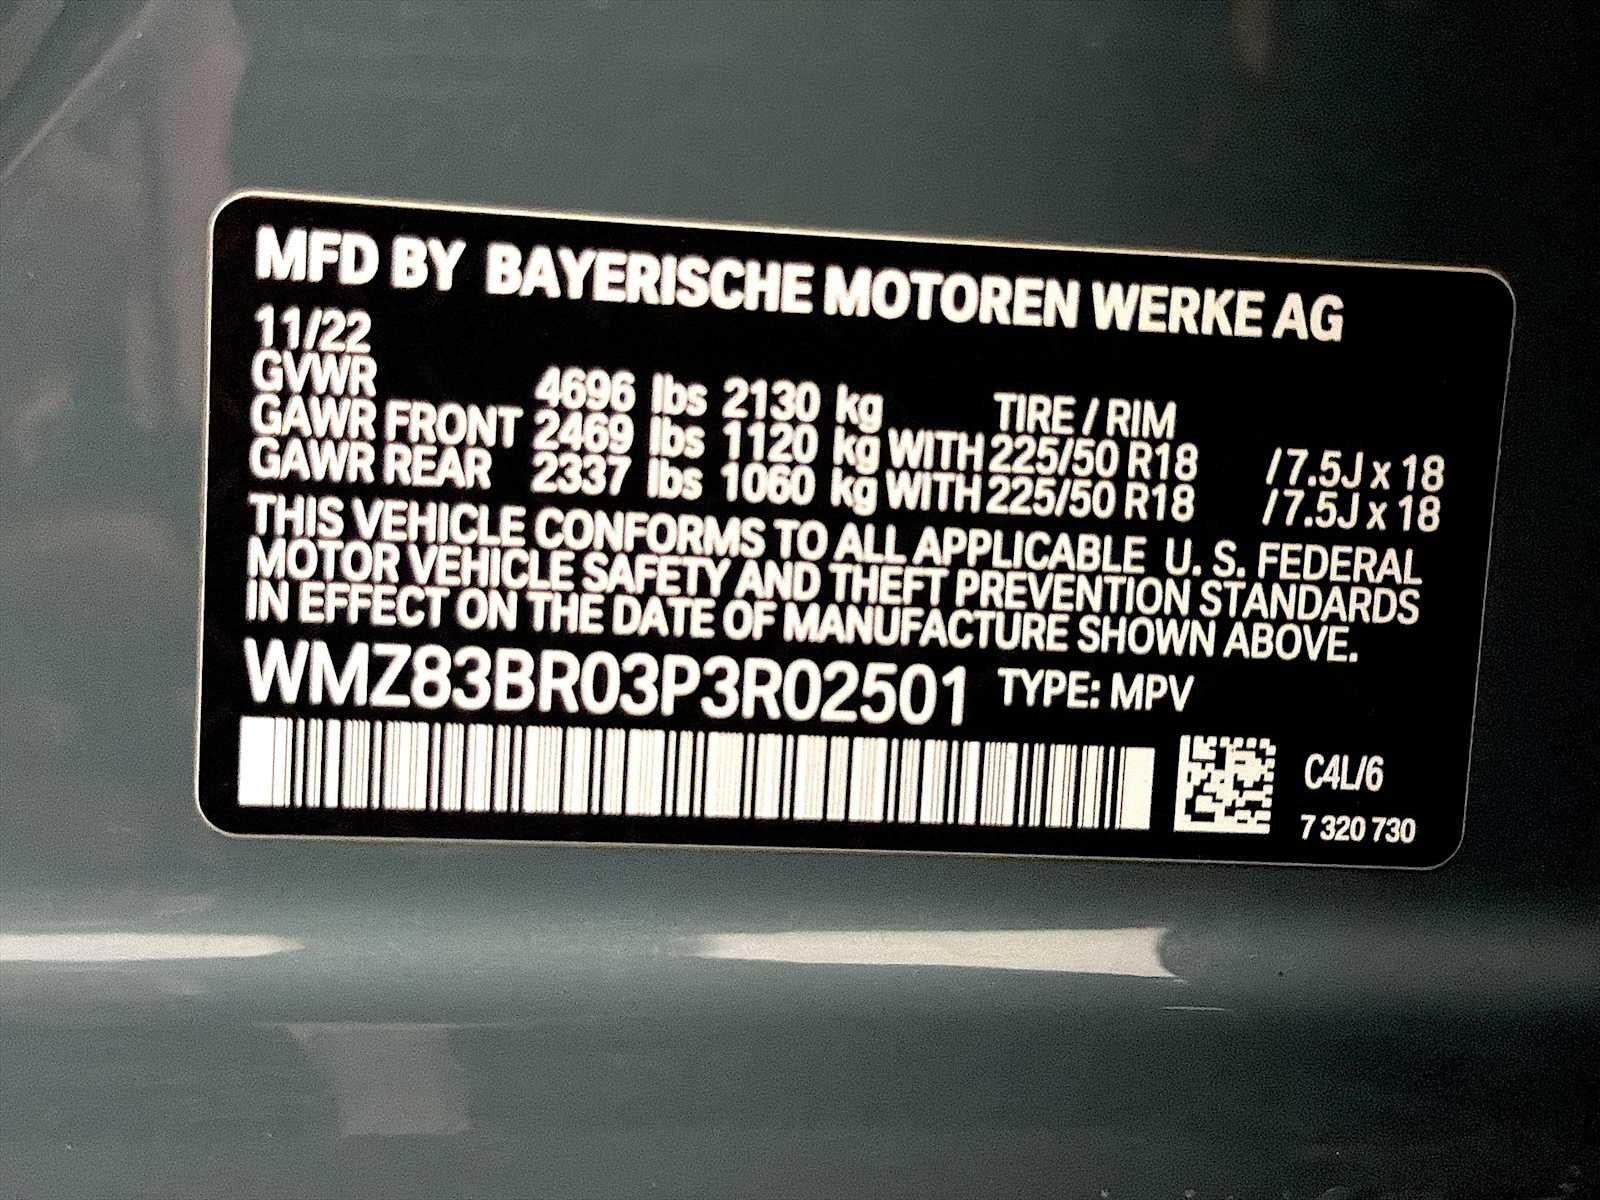 MFD BY BAYERISCHE MOTOREN WERKE AG
11/22
GVWR 4696 lbs 2130 kg TIRE / RIM
GAWR FRONT 2469 lbs 1120 kg WITH 225/50 R18 /7.5J x 18
GAWR REAR 2337 lbs 1060 kg WITH 225/50 R18 /7.5J x 18
THIS VEHICLE CONFORMS TO ALL APPLICABLE U. S. FEDERAL
MOTOR VEHICLE SAFETY AND THEFT PREVENTION STANDARDS
IN EFFECT ON THE DATE OF MANUFACTURE SHOWN ABOVE.
WMZ83BR03P3R02501 TYPE: MPV
C4L/6
7 320 730